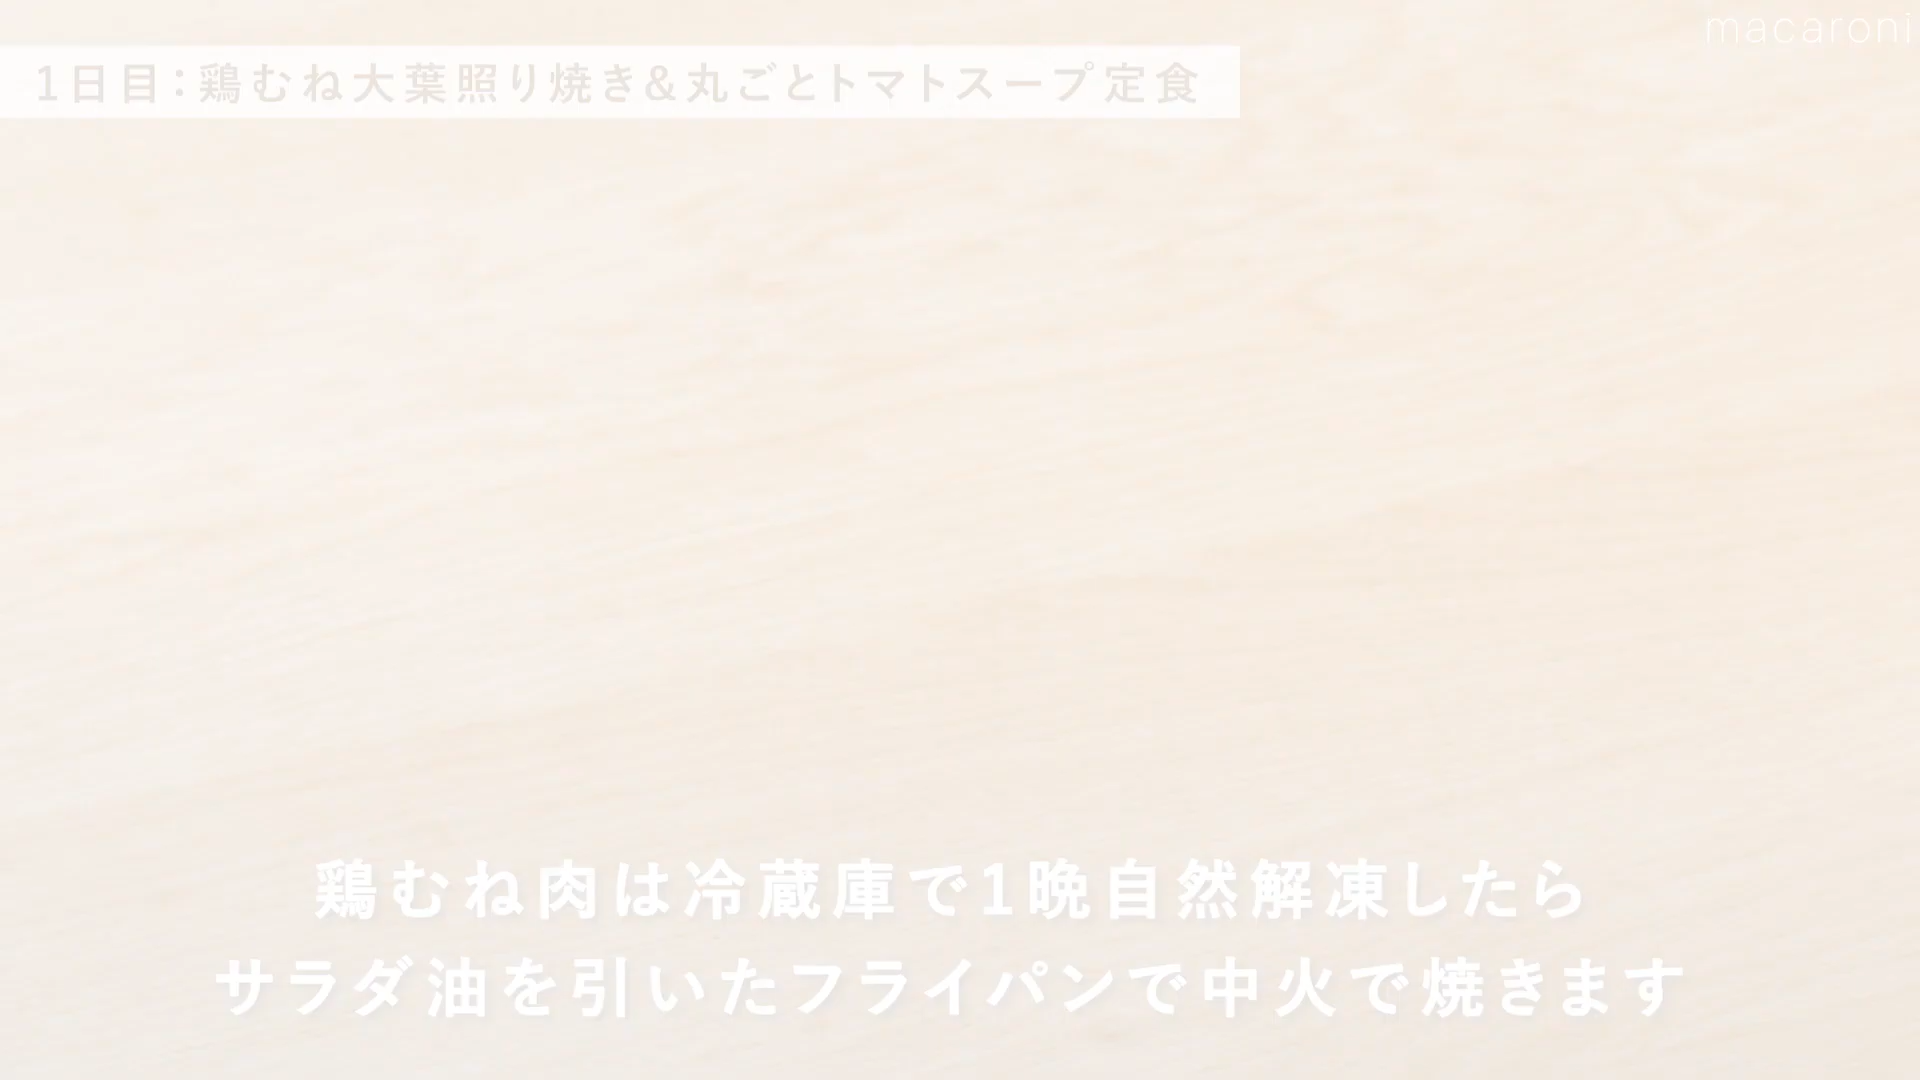 macaroni
1日目：鶏むね大葉照り焼き&丸ごとトマトスープ定食
鶏むね肉は冷蔵庫で1晩自然解凍したら
サラダ油を引いたフライパンで中火で焼きます